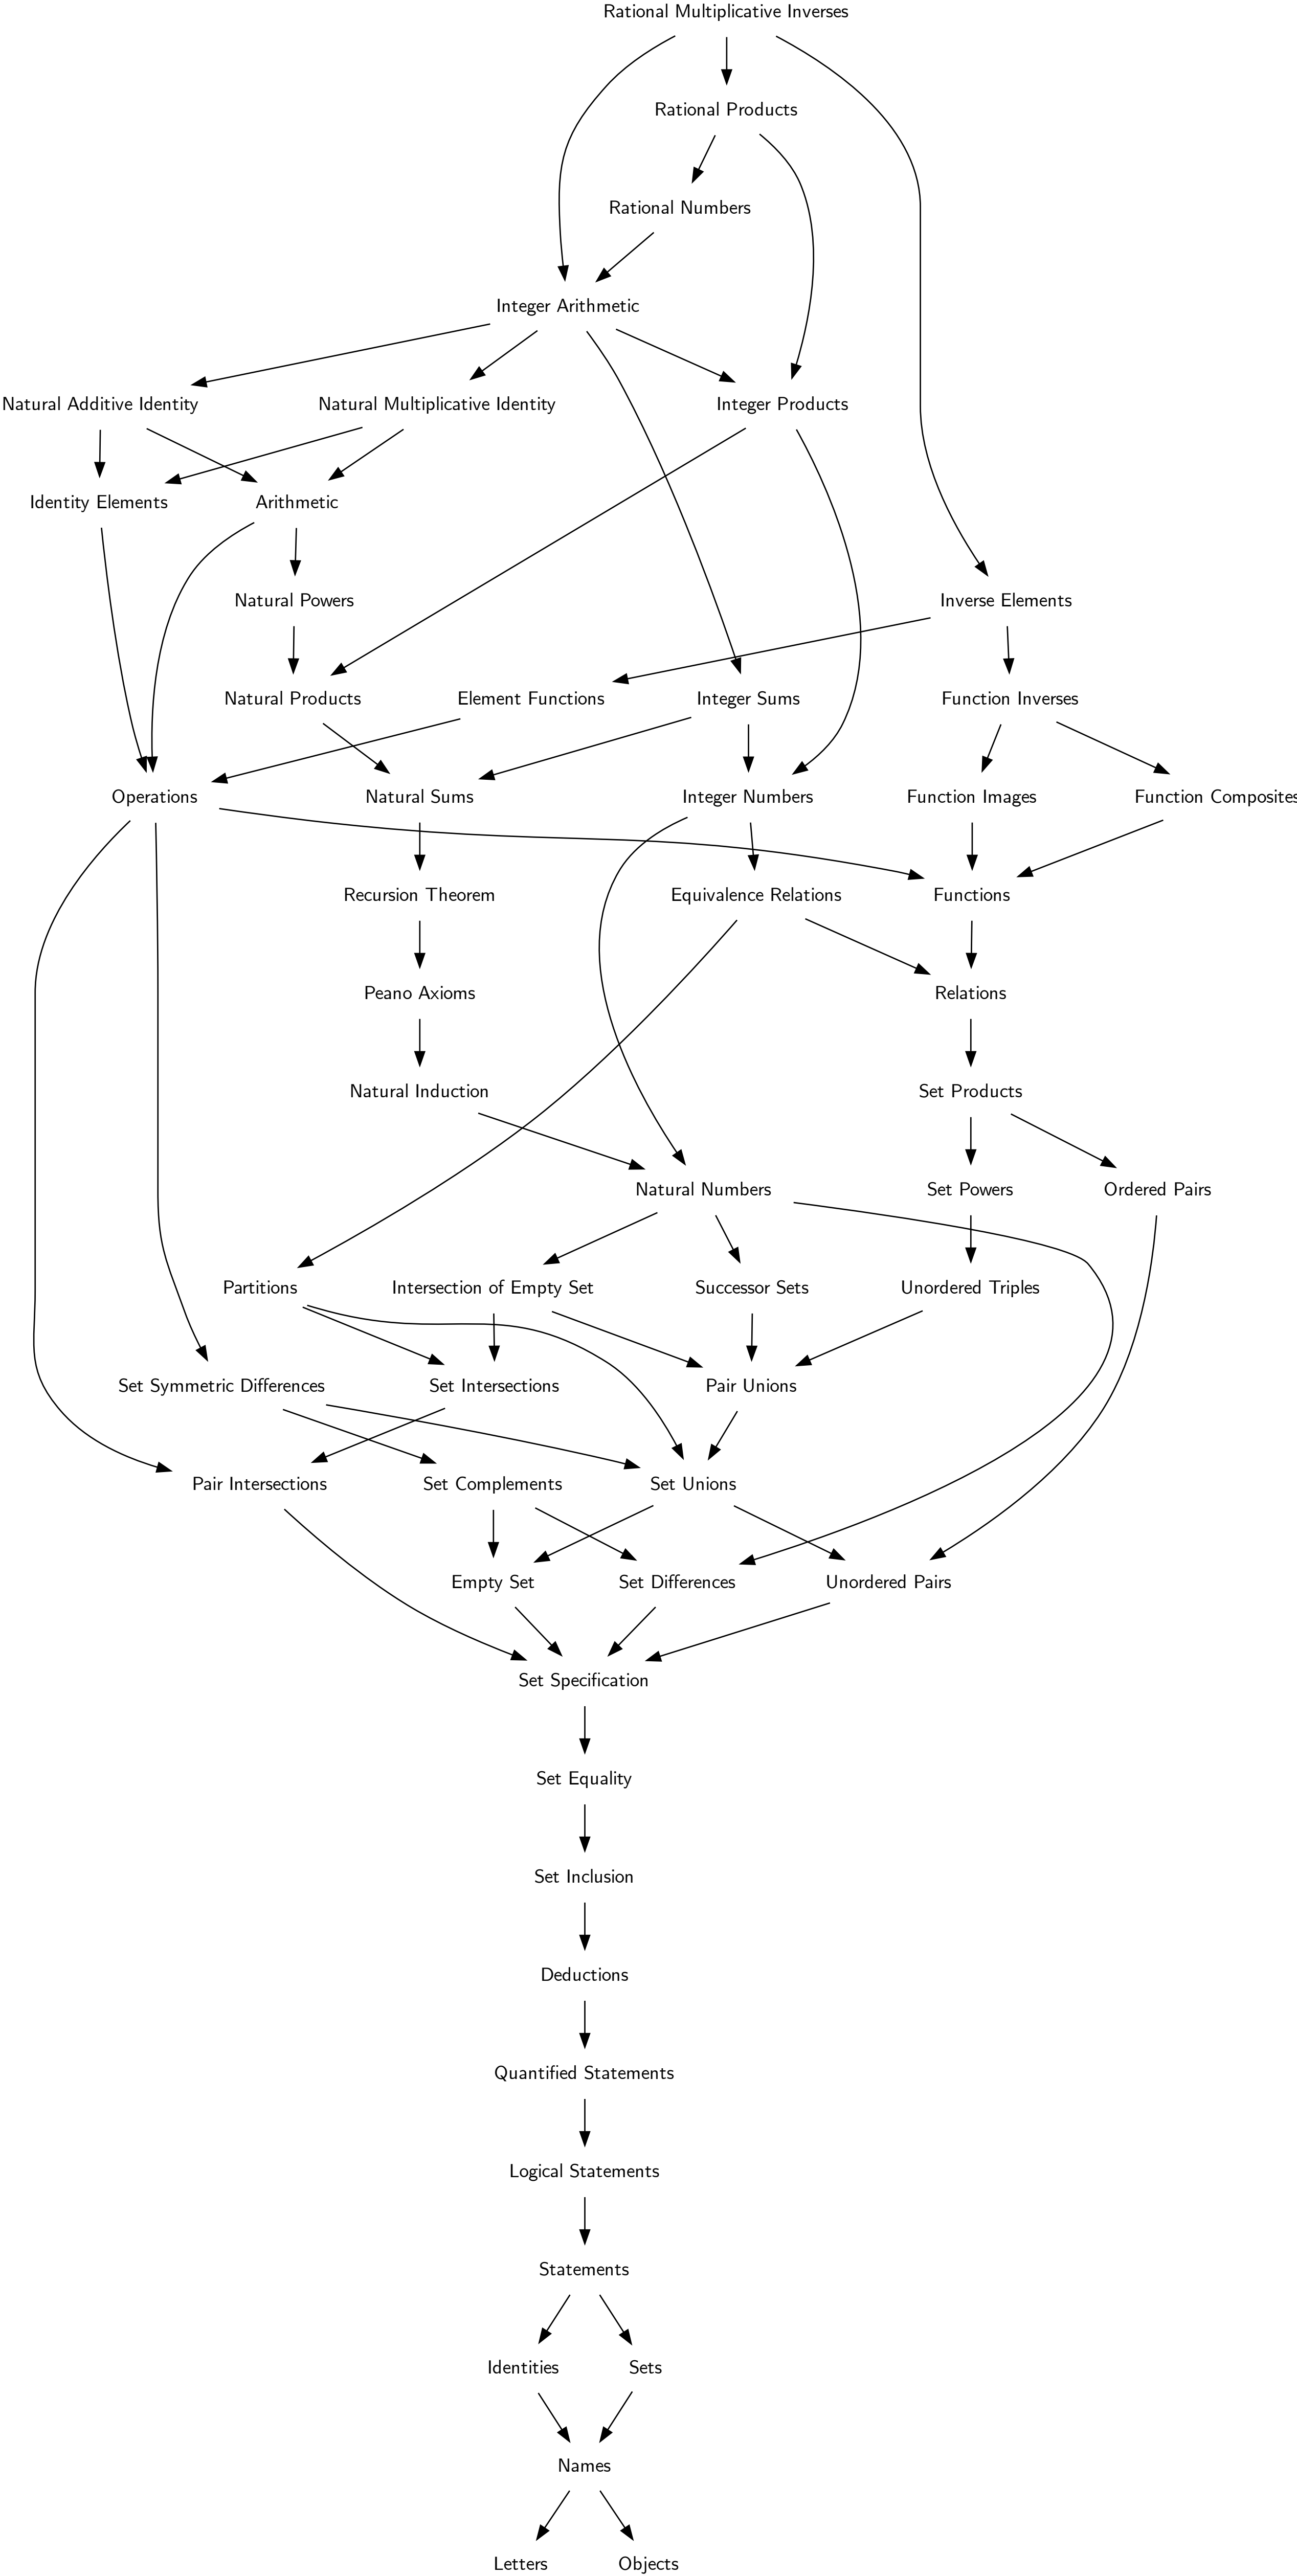 Rational Multiplicative Inverses
Rational Products
Rational Numbers
Integer Arithmetic
Natural Additive Identity
Natural Multiplicative Identity
Integer Products
Identity Elements
Arithmetic
Natural Powers
Inverse Elements
Natural Products
Element Functions
Integer Sums
Function Inverses
Operations
Natural Sums
Integer Numbers
Function Images
Function Composites
Recursion Theorem
Equivalence Relations
Functions
Peano Axioms
Relations
Natural Induction
Set Products
Natural Numbers
Set Powers
Ordered Pairs
Partitions
Intersection of Empty Set
Successor Sets
Unordered Triples
Set Symmetric Differences
Set Intersections
Pair Unions
Pair Intersections
Set Complements
Set Unions
Empty Set
Set Differences
Unordered Pairs
Set Specification
Set Equality
Set Inclusion
Deductions
Quantified Statements
Logical Statements
Statements
Identities
Sets
Names
Letters
Objects